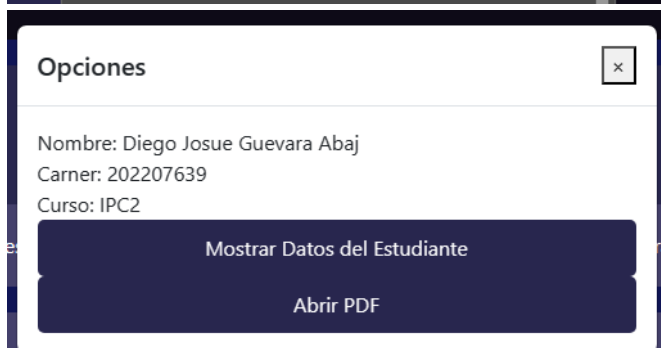 Opciones
×
Nombre: Diego Josue Guevara Abaj
Carner: 202207639
Curso: IPC2
Mostrar Datos del Estudiante
Abrir PDF